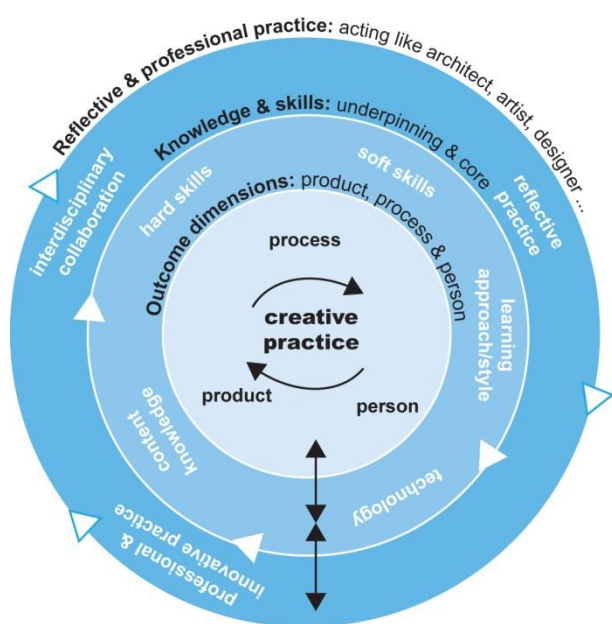 Reflective & professional practice: acting like architect, artist, designer ...
interdisciplinary
collaboration
reflective
practice
professional &
innovative practice
Knowledge & skills: underpinning & core
hard skills
soft skills
learning
approach/style
technology
content
knowledge
Outcome dimensions: product, process & person
process
creative
practice
product
person